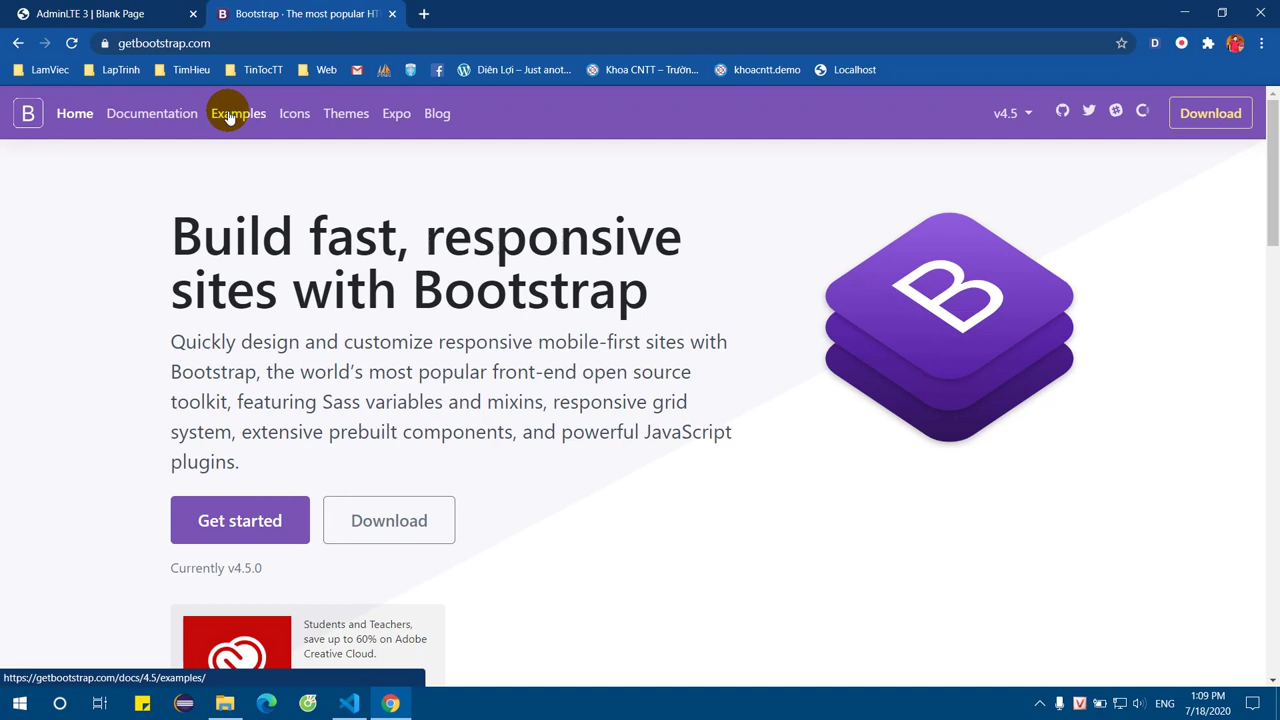 AdminLTE 3 | Blank Page
Bootstrap · The most popular HT
getbootstrap.com
LamViec
LapTrinh
TimHieu
TinTocTT
Web
Diên Lợi – Just anot...
Khoa CNTT – Trườn...
khoacntt.demo
Localhost
B Home Documentation Examples Icons Themes Expo Blog
v4.5
Download
Build fast, responsive
sites with Bootstrap
B
Quickly design and customize responsive mobile-first sites with
Bootstrap, the world’s most popular front-end open source
toolkit, featuring Sass variables and mixins, responsive grid
system, extensive prebuilt components, and powerful JavaScript
plugins.
Get started
Download
Currently v4.5.0
Students and Teachers,
save up to 60% on Adobe
Creative Cloud.
https://getbootstrap.com/docs/4.5/examples/
ENG
1:09 PM
7/18/2020